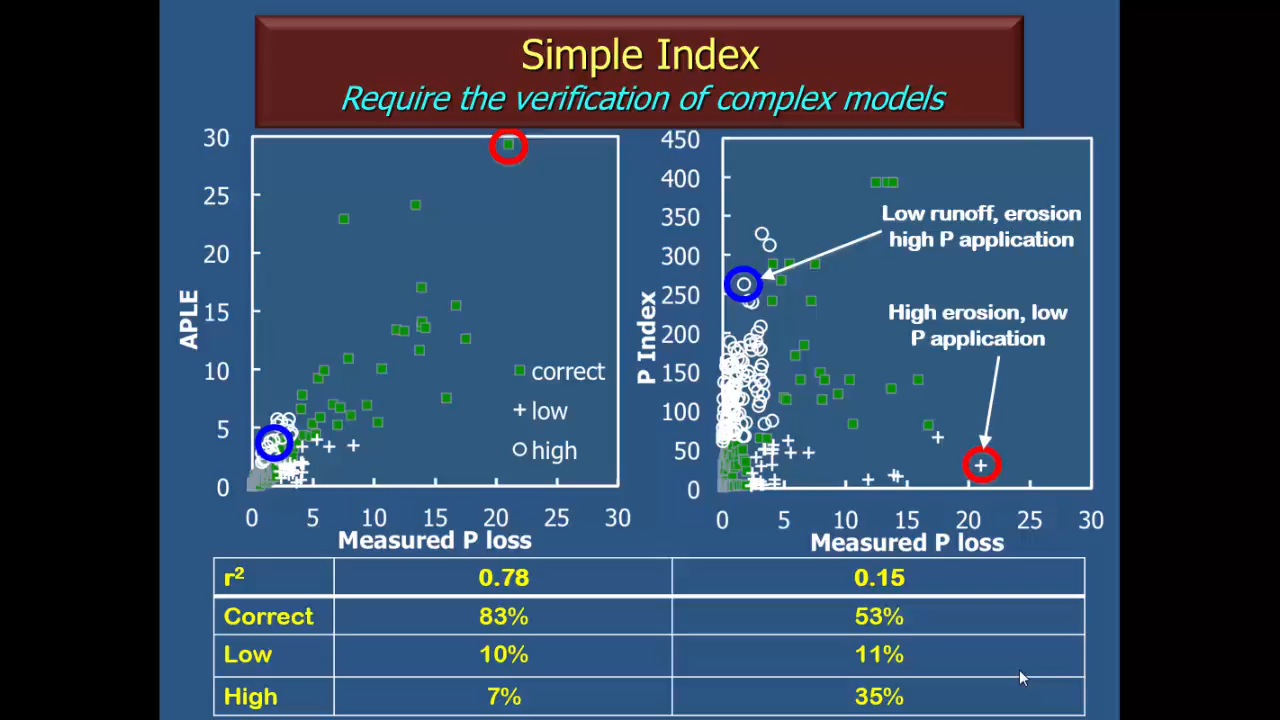 Simple Index
Require the verification of complex models
30
25
20
15
10
5
0
APLE
0 5 10 15 20 25 30
Measured P loss
correct
low
high
450
400
350
300
250
200
150
100
50
0
P Index
0 5 10 15 20 25 30
Measured P loss
Low runoff, erosion
high P application
High erosion, low
P application
r² 0.78 0.15
Correct 83% 53%
Low 10% 11%
High 7% 35%